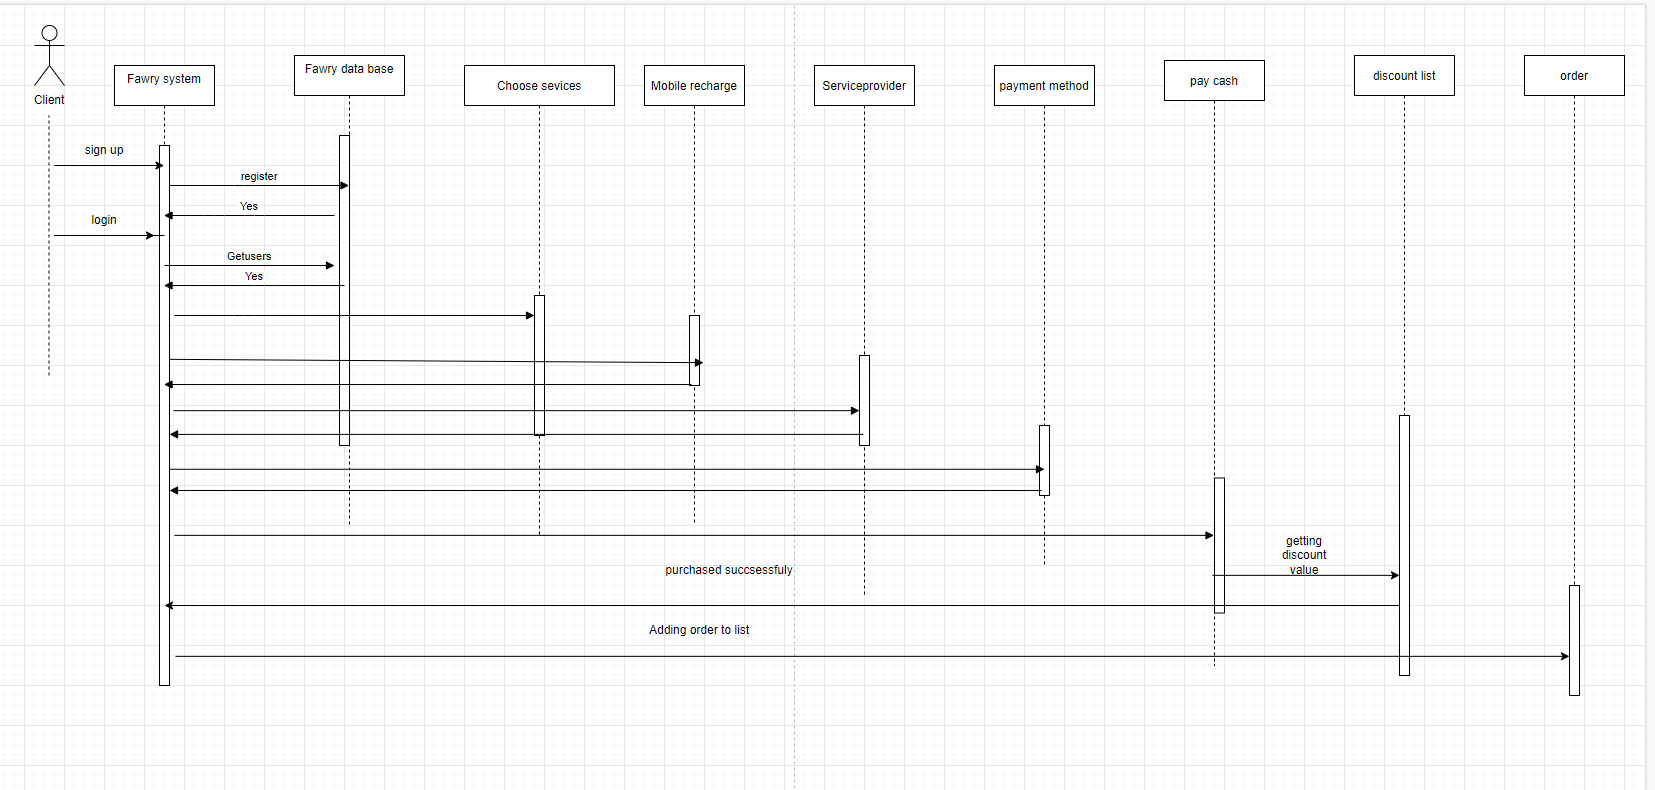 Client
Fawry system
Fawry data base
Choose sevices
Mobile recharge
Serviceprovider
payment method
pay cash
discount list
order
sign up
register
Yes
login
Getusers
Yes
getting
discount
value
purchased succsessfuly
Adding order to list